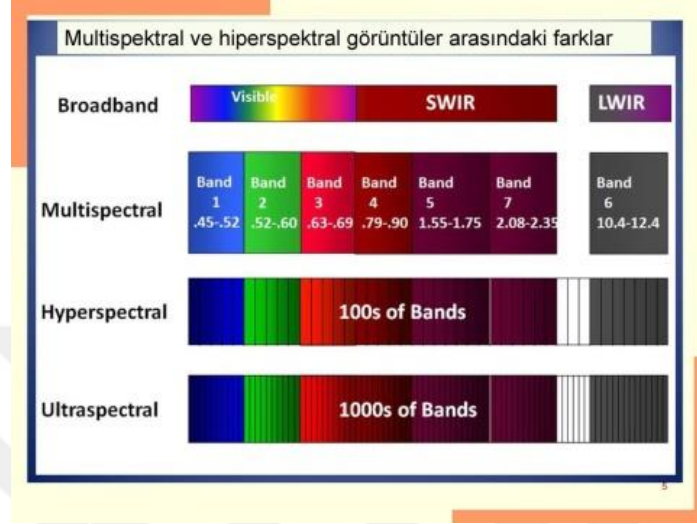 Multispektral ve hiperspektral görüntüler arasındaki farklar
Broadband
Visible
SWIR
LWIR
Multispectral
Band
1
.45-.52
Band
2
.52-.60
Band
3
.63-.69
Band
4
.79-.90
Band
5
1.55-1.75
Band
7
2.08-2.35
Band
6
10.4-12.4
Hyperspectral
100s of Bands
Ultraspectral
1000s of Bands
5